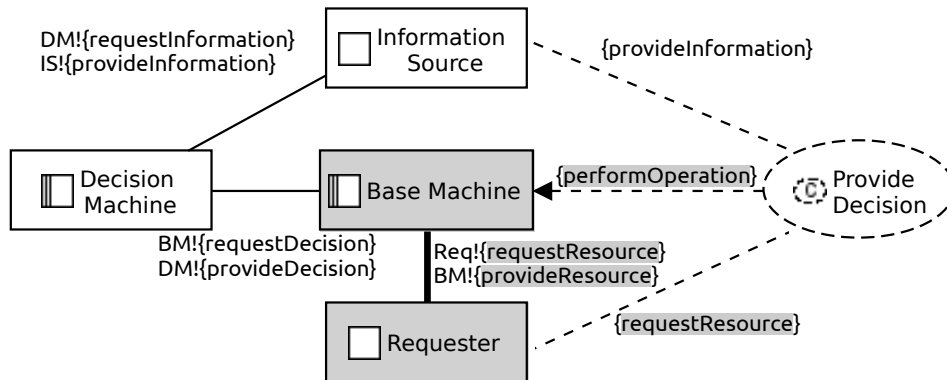 DM!{requestInformation}
IS!{provideInformation}
Information
Source
{provideInformation}
Decision
Machine
Base Machine
{performOperation}
C
Provide
Decision
BM!{requestDecision}
DM!{provideDecision}
Req!{requestResource}
BM!{provideResource}
{requestResource}
Requester